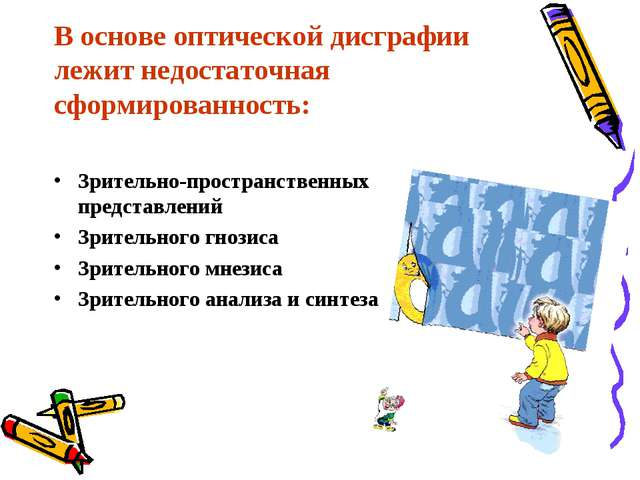 В основе оптической дисграфии
лежит недостаточная
сформированность:
• Зрительно-пространственных
представлений
• Зрительного гнозиса
• Зрительного мнезиса
• Зрительного анализа и синтеза